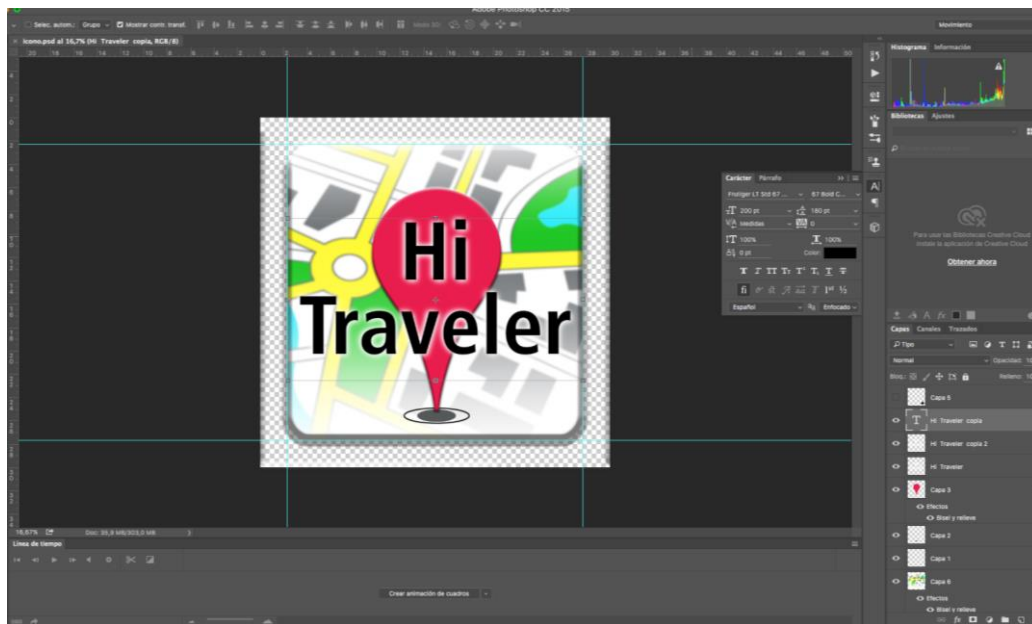 Adobe Photoshop CC 2015
Selec. autom.: Grupo Mostrar contr. transf. Modo 3D: Movimiento
× icono.psd al 16,7% (Hi Traveler copia, RGB/8)
Histograma Información
Bibliotecas Ajustes
Carácter Párrafo
Frutiger LT Std 67 ... 67 Bold C...
200 pt 180 pt
Medidas 0
100% 100%
0 pt Color:
Español Enfocado
Para usar las Bibliotecas Creative Cloud
instale la aplicación de Creative Cloud
Obtener ahora
Hi
Traveler
Capas Canales Trazados
Tipo
Normal Opacidad:
Bloq.: Relleno:
Capa 5
Hi Traveler copia
Hi Traveler copia 2
Hi Traveler
Capa 3
Efectos
Bisel y relieve
Capa 2
Capa 1
Capa 6
Efectos
Bisel y relieve
16,67% Doc: 39,9 MB/303,0 MB
Línea de tiempo
Crear animación de cuadros